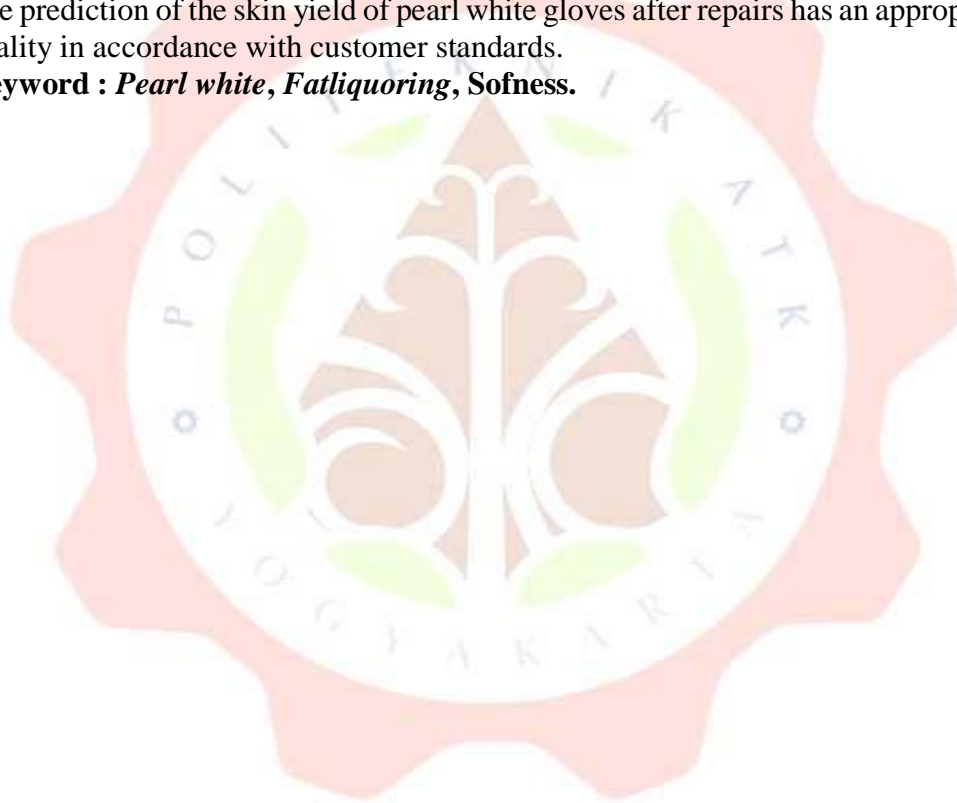 e prediction of the skin yield of pearl white gloves after repairs has an approp
ality in accordance with customer standards.
eyword : Pearl white, Fatliquoring, Sofness.
POLITEKNIK ATK
YOGYAKARTA